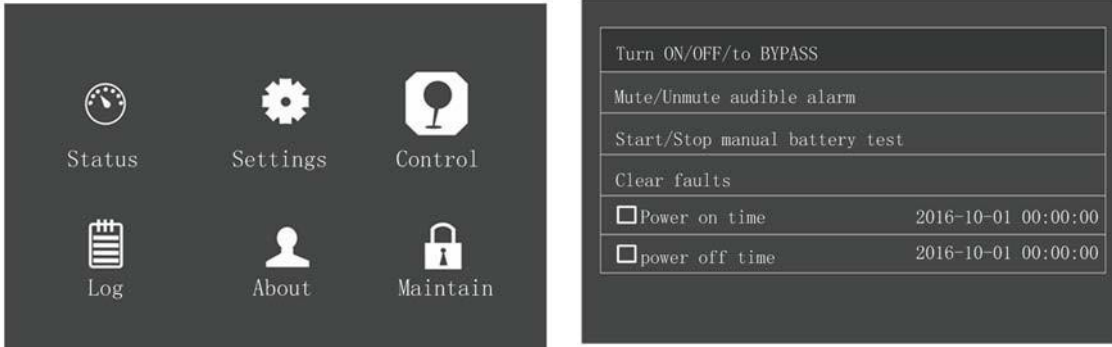 Status Settings Control
Log About Maintain
Turn ON/OFF/to BYPASS
Mute/Unmute audible alarm
Start/Stop manual battery test
Clear faults
Power on time 2016-10-01 00:00:00
power off time 2016-10-01 00:00:00